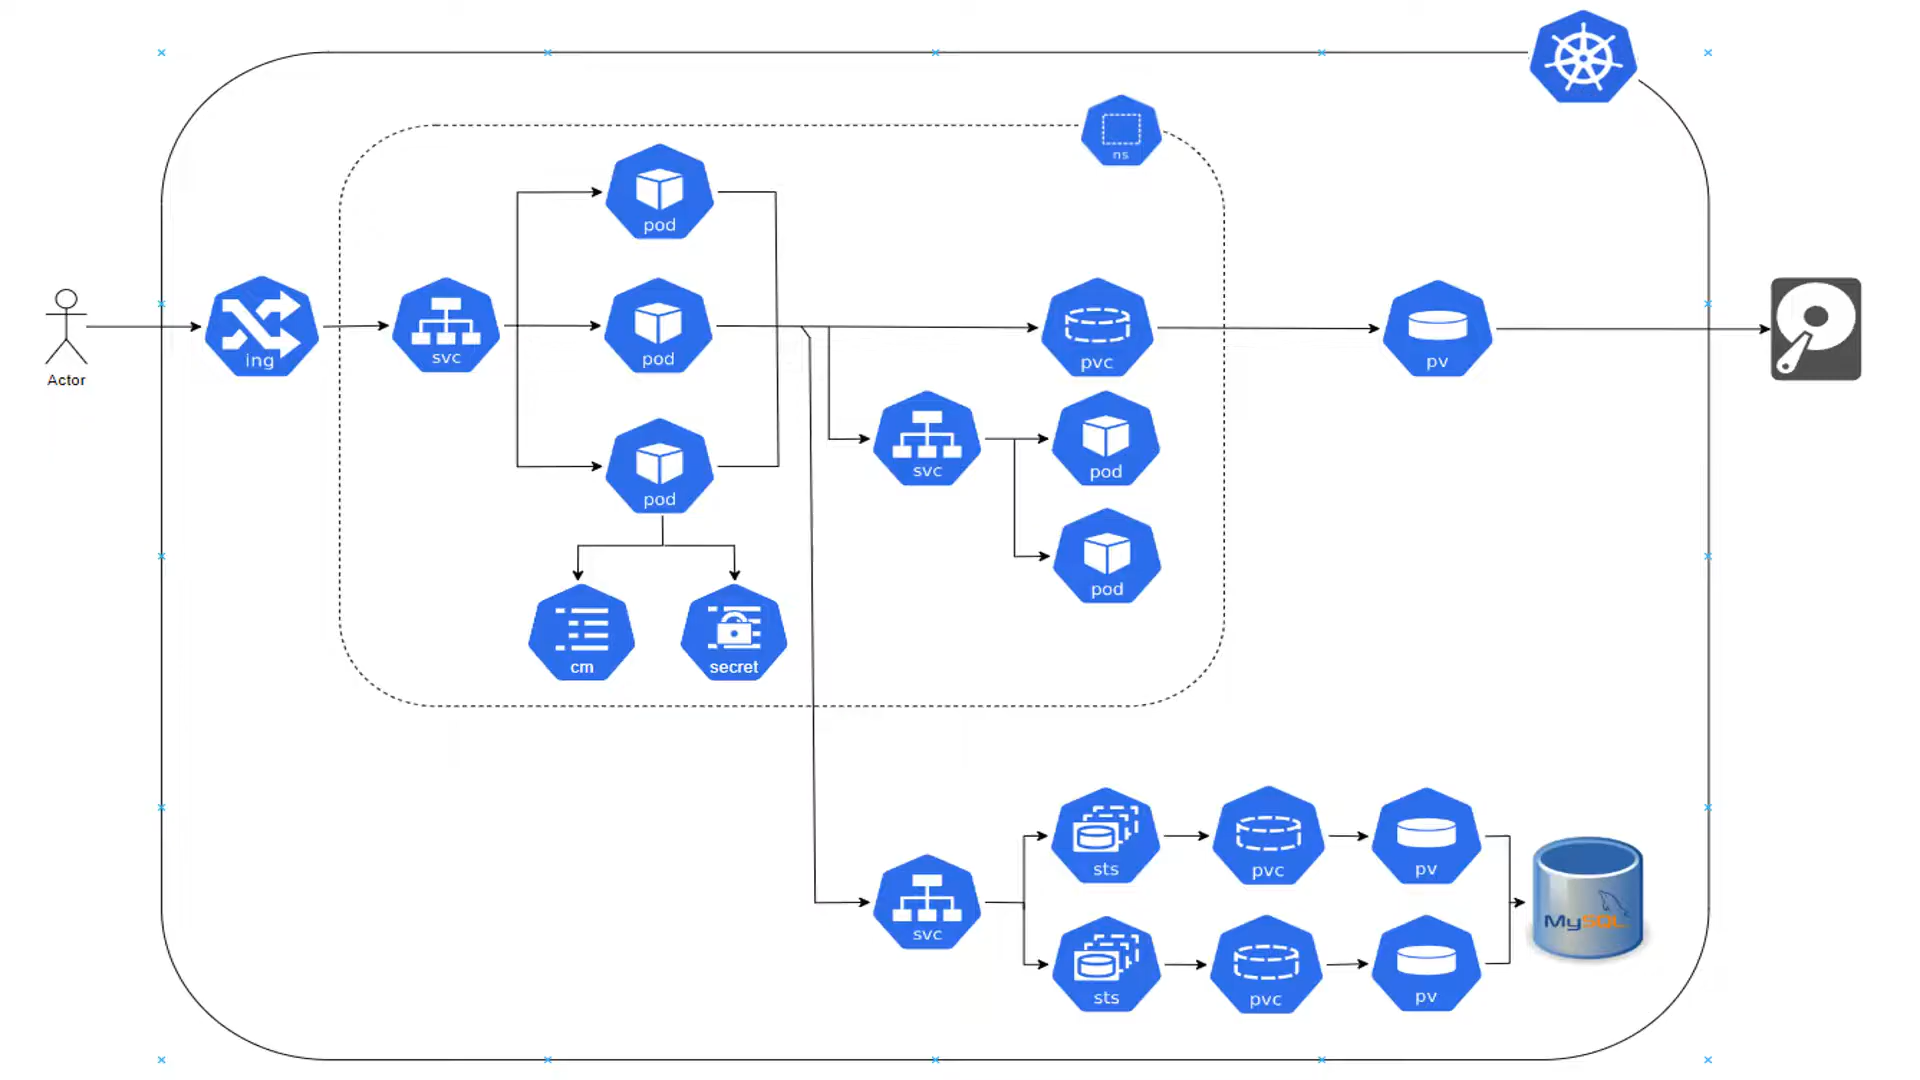 ns
pod
Actor
ing
svc
pod
pvc
pv
pod
svc
pod
pod
cm
secret
svc
sts
pvc
pv
MySQL
sts
pvc
pv